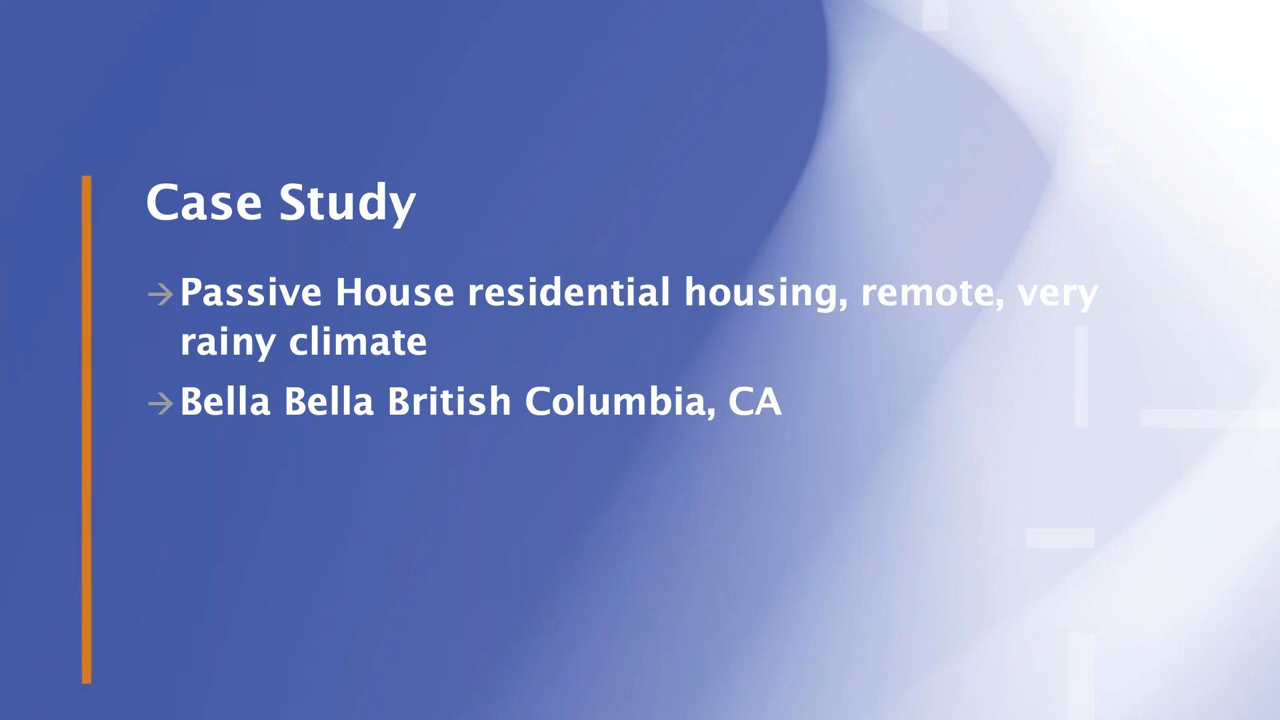 Case Study
→ Passive House residential housing, remote, very
rainy climate
→ Bella Bella British Columbia, CA